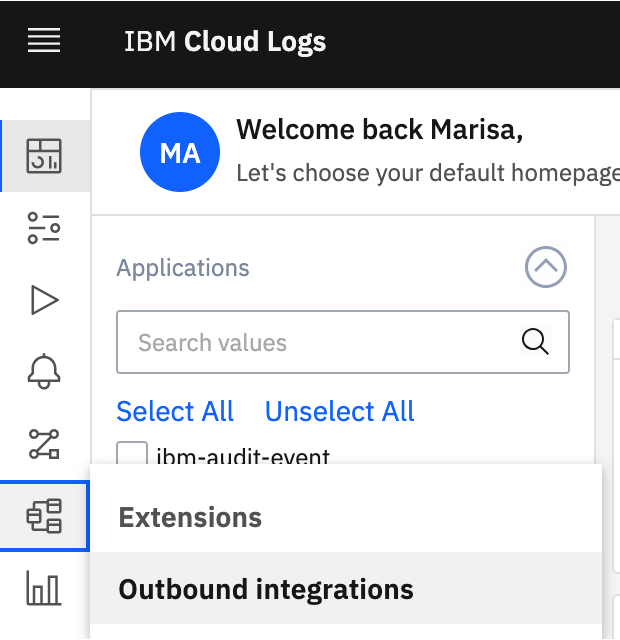 IBM Cloud Logs
MA
Welcome back Marisa,
Let's choose your default homepage
Applications
Search values
Select All Unselect All
ibm-audit-event
Extensions
Outbound integrations